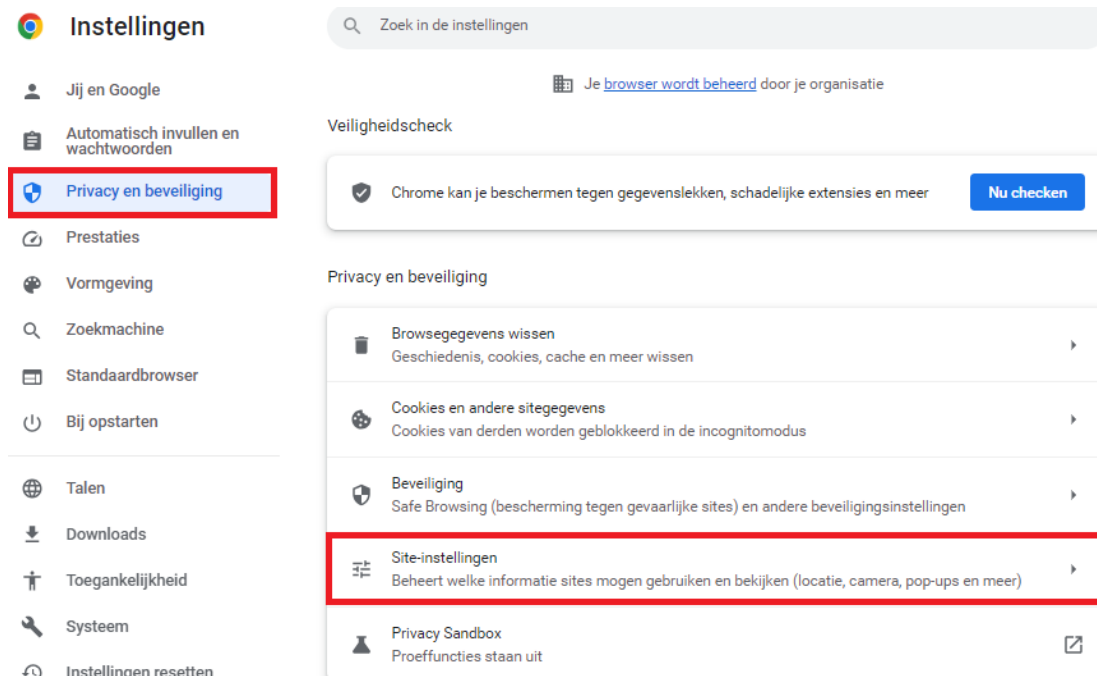 Instellingen
Zoek in de instellingen
Jij en Google
Automatisch invullen en
wachtwoorden
Privacy en beveiliging
Prestaties
Vormgeving
Zoekmachine
Standaardbrowser
Bij opstarten
Talen
Downloads
Toegankelijkheid
Systeem
Instellingen resetten
Je browser wordt beheerd door je organisatie
Veiligheidscheck
Chrome kan je beschermen tegen gegevenslekken, schadelijke extensies en meer
Nu checken
Privacy en beveiliging
Browsegegevens wissen
Geschiedenis, cookies, cache en meer wissen
Cookies en andere sitegegevens
Cookies van derden worden geblokkeerd in de incognitomodus
Beveiliging
Safe Browsing (bescherming tegen gevaarlijke sites) en andere beveiligingsinstellingen
Site-instellingen
Beheert welke informatie sites mogen gebruiken en bekijken (locatie, camera, pop-ups en meer)
Privacy Sandbox
Proeffuncties staan uit